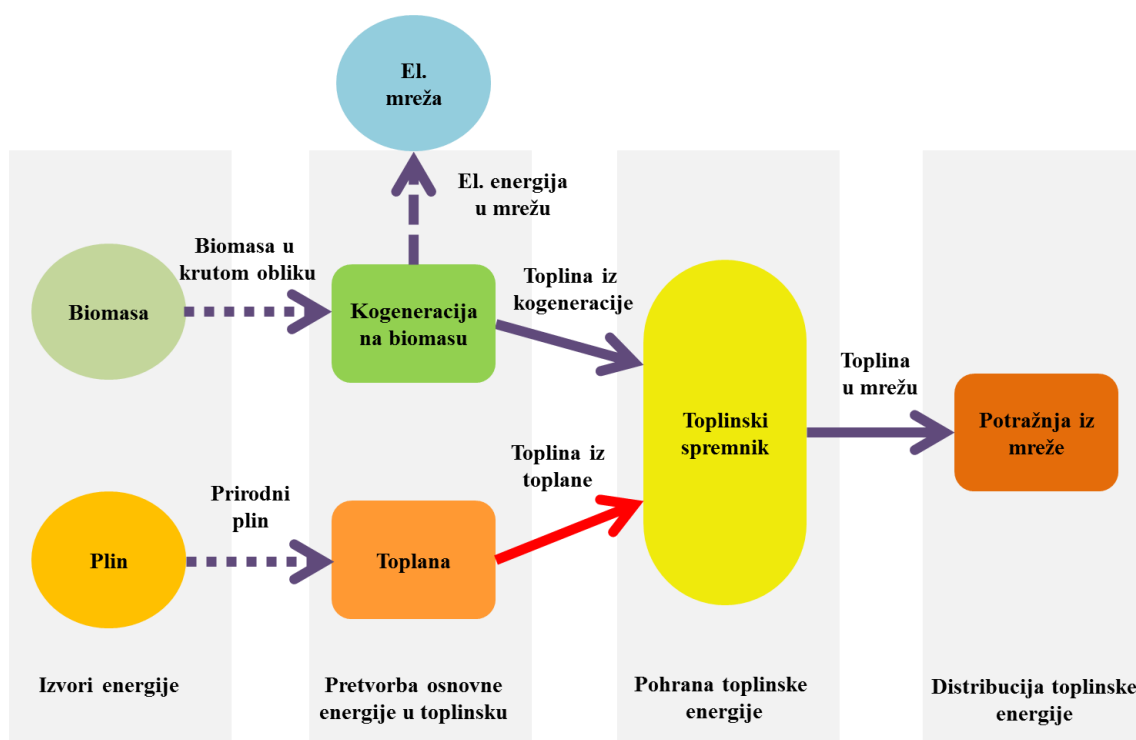 El.
mreža
El. energija
u mrežu
Biomasa u
krutom obliku
Biomasa
Kogeneracija
na biomasu
Toplina iz
kogeneracije
Toplinski
spremnik
Toplina
u mrežu
Potražnja iz
mreže
Toplina iz
toplane
Prirodni
plin
Plin
Toplana
Izvori energije
Pretvorba osnovne
energije u toplinsku
Pohrana toplinske
energije
Distribucija toplinske
energije